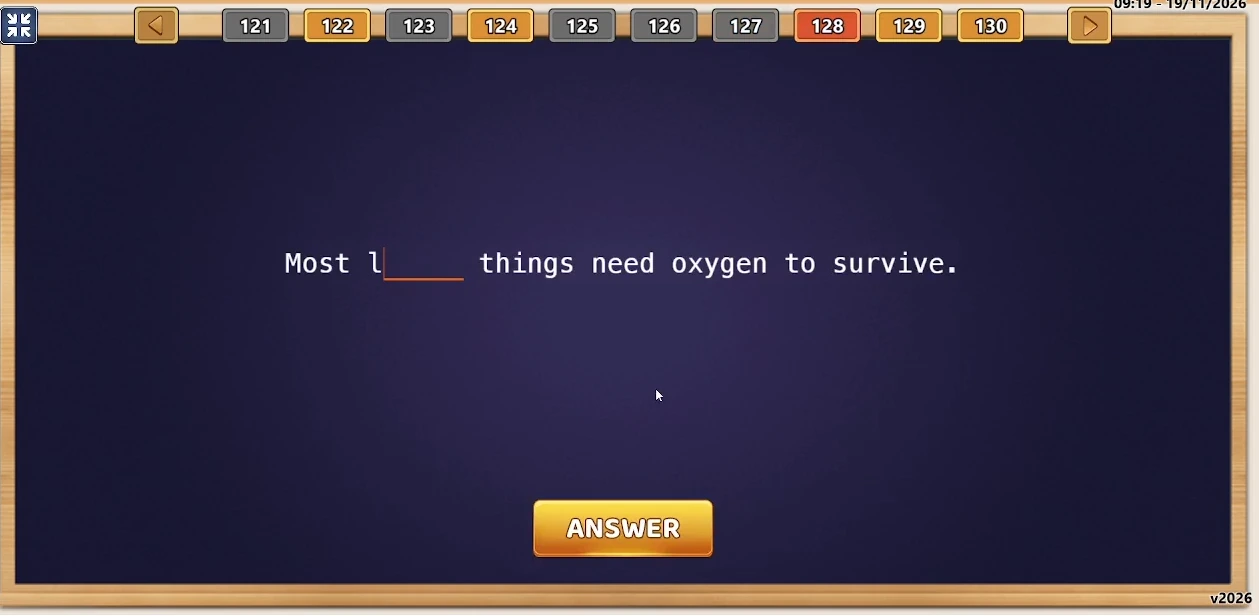 09:19 - 19/11/2026
121 122 123 124 125 126 127 128 129 130
Most l_____ things need oxygen to survive.
ANSWER
v2026